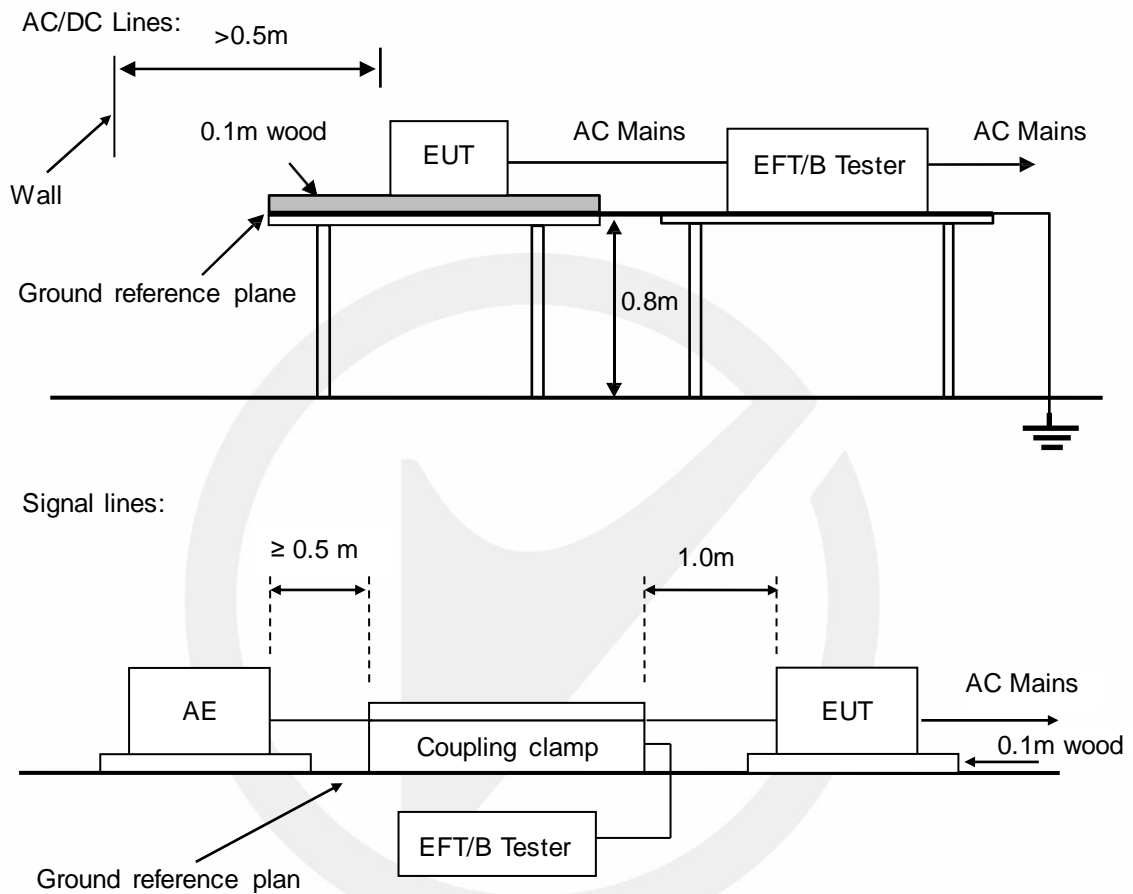 AC/DC Lines:
>0.5m
0.1m wood
EUT
AC Mains
EFT/B Tester
AC Mains
Wall
Ground reference plane
0.8m
Signal lines:
≥ 0.5 m
1.0m
AE
Coupling clamp
EUT
AC Mains
0.1m wood
EFT/B Tester
Ground reference plan